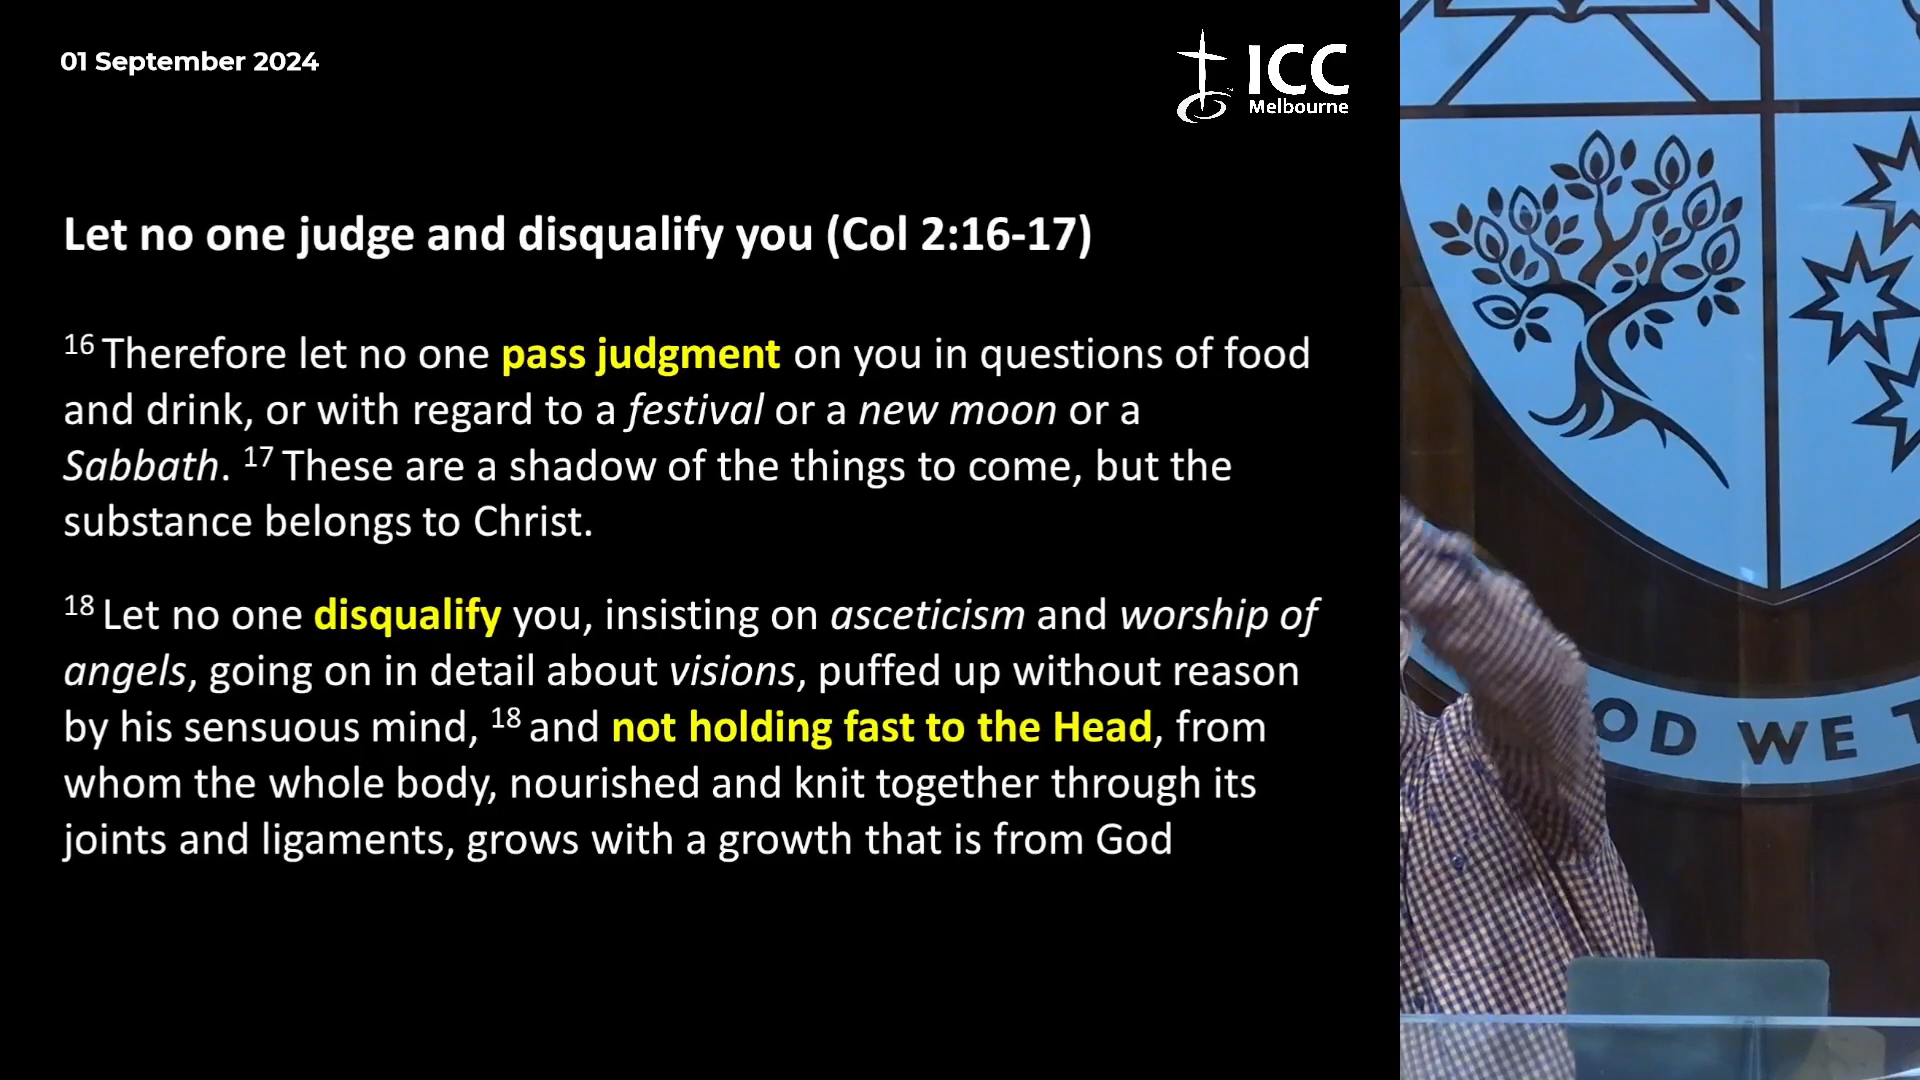 01 September 2024
ICC
Melbourne
Let no one judge and disqualify you (Col 2:16-17)
16 Therefore let no one pass judgment on you in questions of food
and drink, or with regard to a festival or a new moon or a
Sabbath. 17 These are a shadow of the things to come, but the
substance belongs to Christ.
18 Let no one disqualify you, insisting on asceticism and worship of
angels, going on in detail about visions, puffed up without reason
by his sensuous mind, 18 and not holding fast to the Head, from
whom the whole body, nourished and knit together through its
joints and ligaments, grows with a growth that is from God
OD WE T